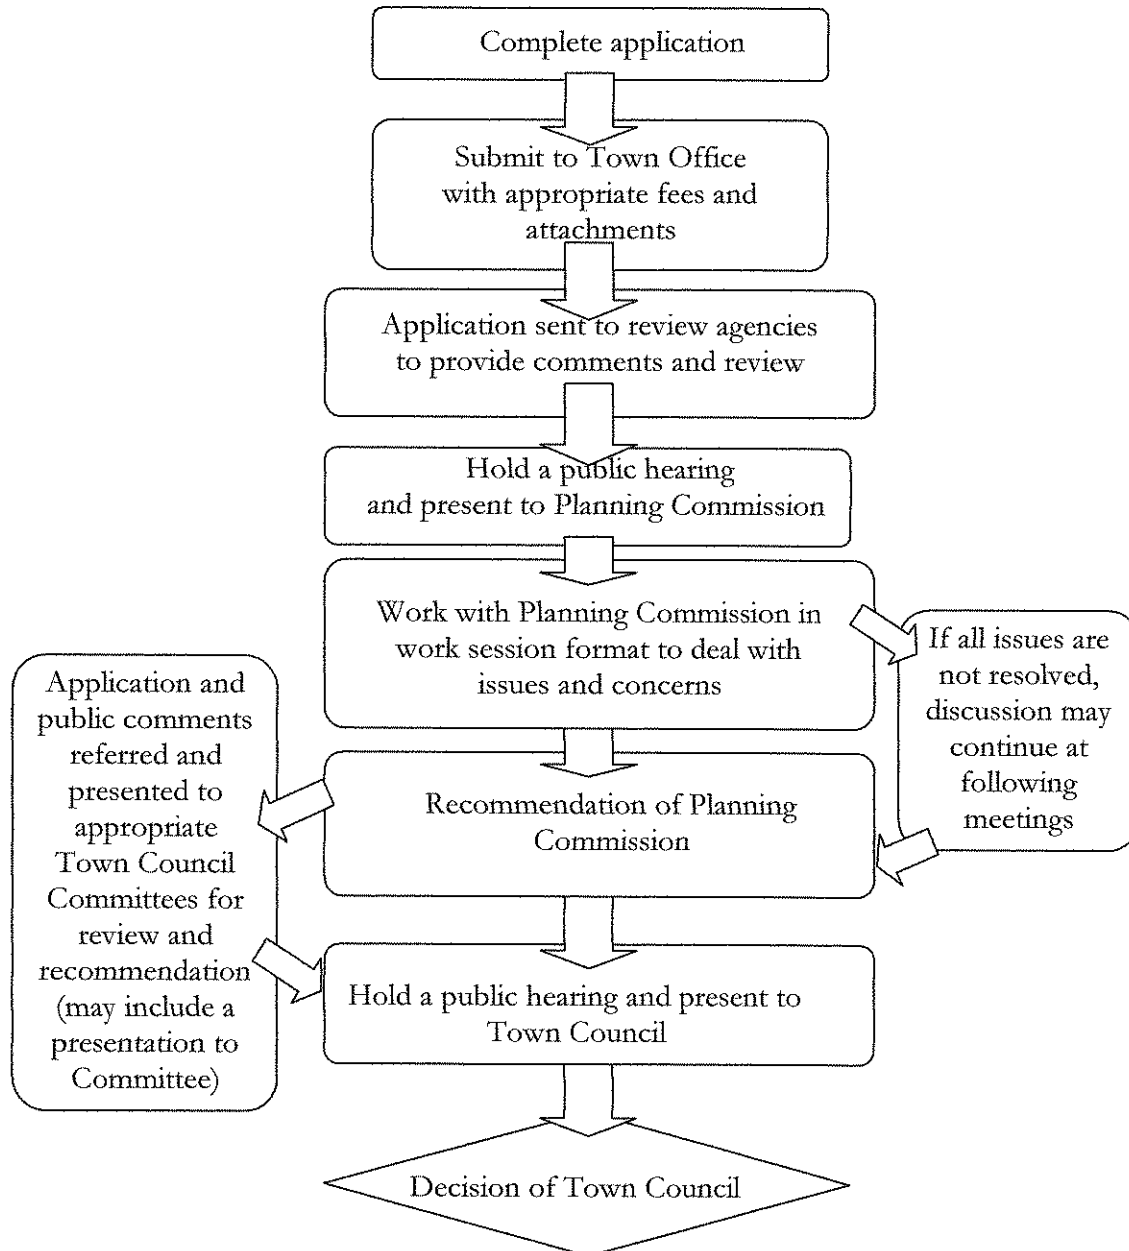 Complete application
Submit to Town Office
with appropriate fees and
attachments
Application sent to review agencies
to provide comments and review
Hold a public hearing
and present to Planning Commission
Work with Planning Commission in
work session format to deal with
issues and concerns
If all issues are
not resolved,
discussion may
continue at
following
meetings
Recommendation of Planning
Commission
Application and
public comments
referred and
presented to
appropriate
Town Council
Committees for
review and
recommendation
(may include a
presentation to
Committee)
Hold a public hearing and present to
Town Council
Decision of Town Council